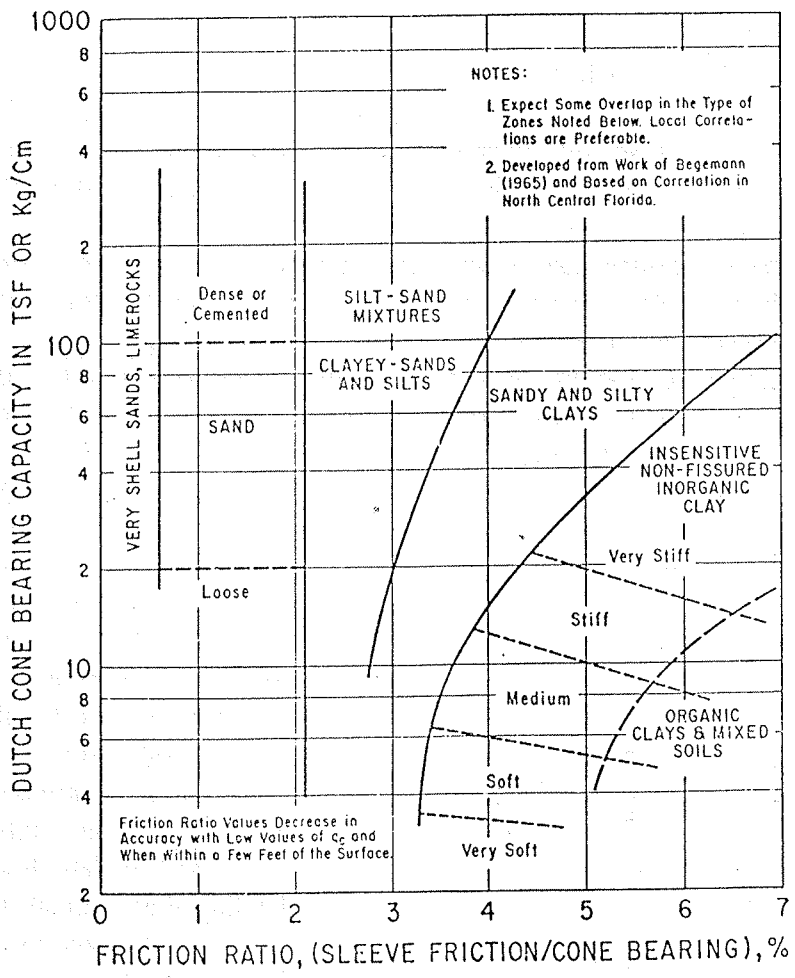 1000
8
6
4
2
100
8
6
4
2
10
8
6
4
2
DUTCH CONE BEARING CAPACITY IN TSF OR Kg/Cm
NOTES:
1. Expect Some Overlap in the Type of
Zones Noted Below. Local Correla-
tions are Preferable.
2. Developed from Work of Begemann
(1965) and Based on Correlation in
North Central Florida.
VERY SHELL SANDS, LIMEROCKS
Dense or
Cemented
SILT-SAND
MIXTURES
CLAYEY-SANDS
AND SILTS
SAND
SANDY AND SILTY
CLAYS
INSENSITIVE
NON-FISSURED
INORGANIC
CLAY
Very Stiff
Loose
Stiff
Medium
ORGANIC
CLAYS & MIXED
SOILS
Soft
Very Soft
Friction Ratio Values Decrease in
Accuracy with Low Values of qc and
When Within a Few Feet of the Surface.
0 1 2 3 4 5 6 7
FRICTION RATIO, (SLEEVE FRICTION/CONE BEARING), %